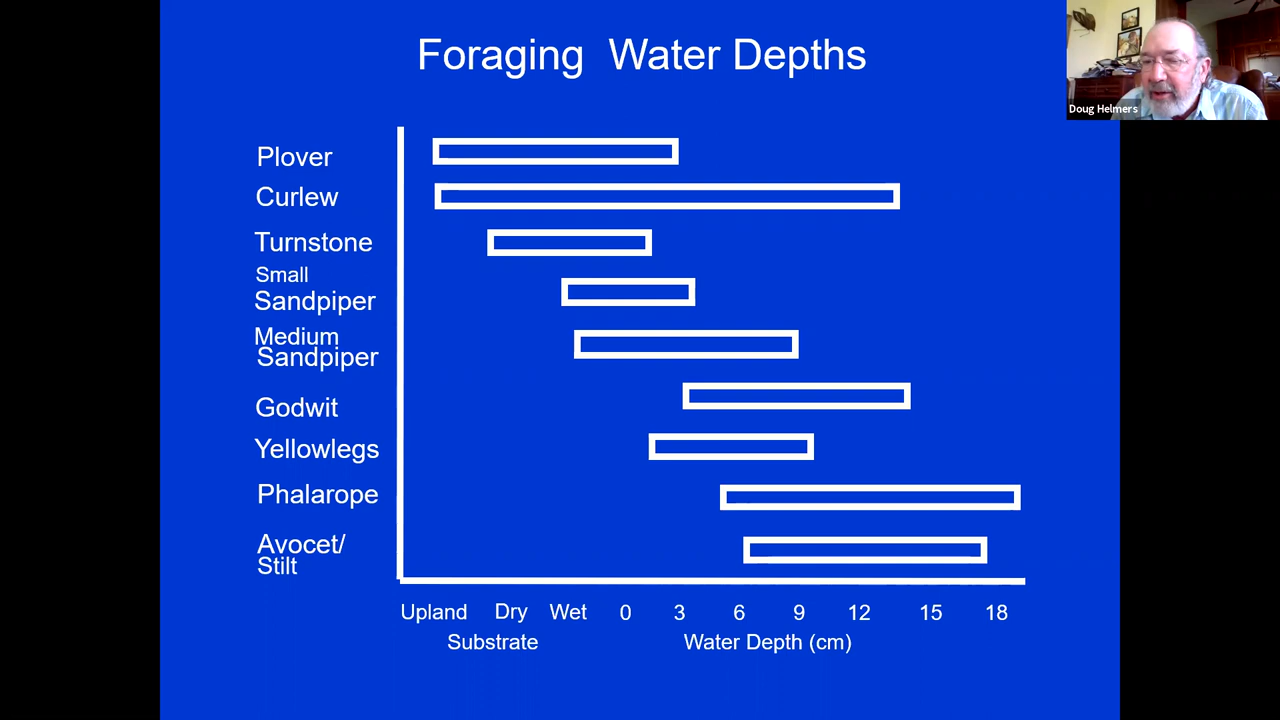 Foraging Water Depths
Doug Helmers
Plover
Curlew
Turnstone
Small
Sandpiper
Medium
Sandpiper
Godwit
Yellowlegs
Phalarope
Avocet/
Stilt
Upland Dry Wet 0 3 6 9 12 15 18
Substrate Water Depth (cm)